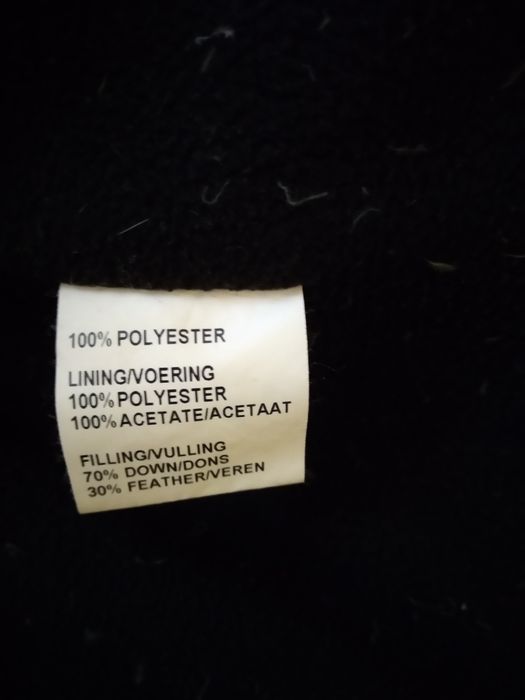 100% POLYESTER
LINING/VOERING
100% POLYESTER
100% ACETATE/ACETAAT
FILLING/VULLING
70% DOWN/DONS
30% FEATHER/VEREN